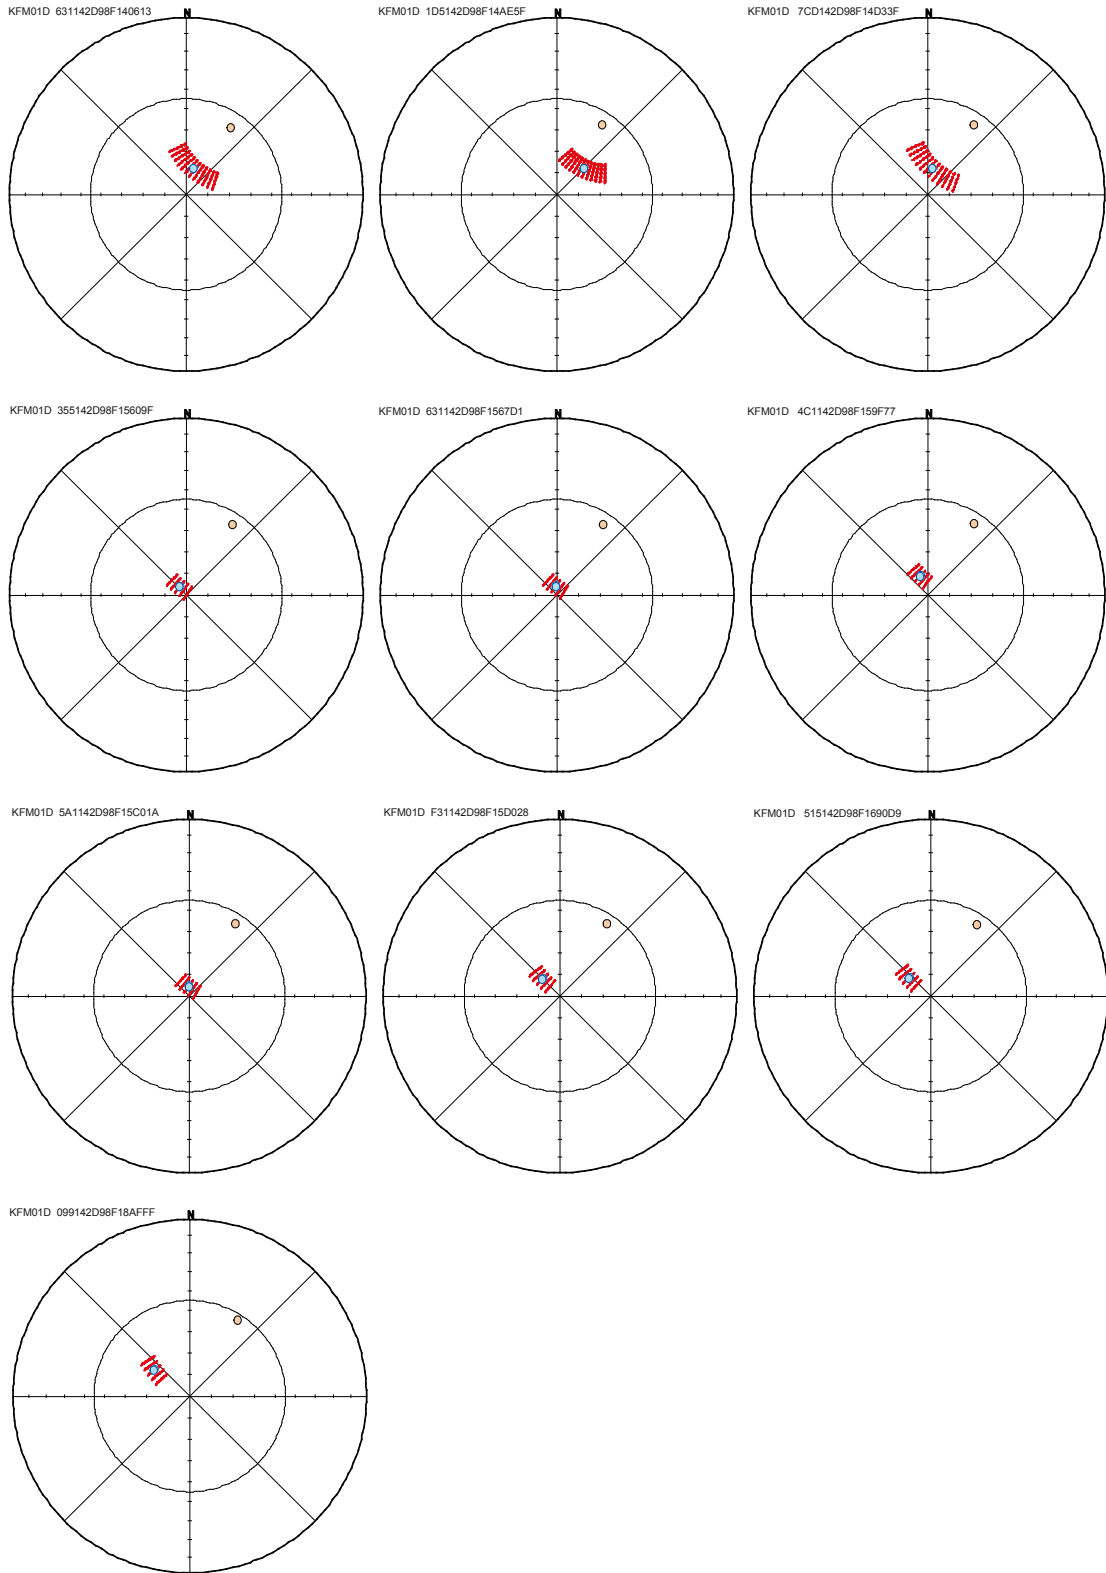 KFM01D 631142D98F140613
N
KFM01D 1D5142D98F14AE5F
KFM01D 7CD142D98F14D33F
N
KFM01D 355142D98F15609F
N
KFM01D 631142D98F1567D1
N
KFM01D 4C1142D98F159F77
N
KFM01D 5A1142D98F15C01A
N
KFM01D F31142D98F15D028
N
KFM01D 515142D98F1690D9
N
KFM01D 099142D98F18AFFF
N